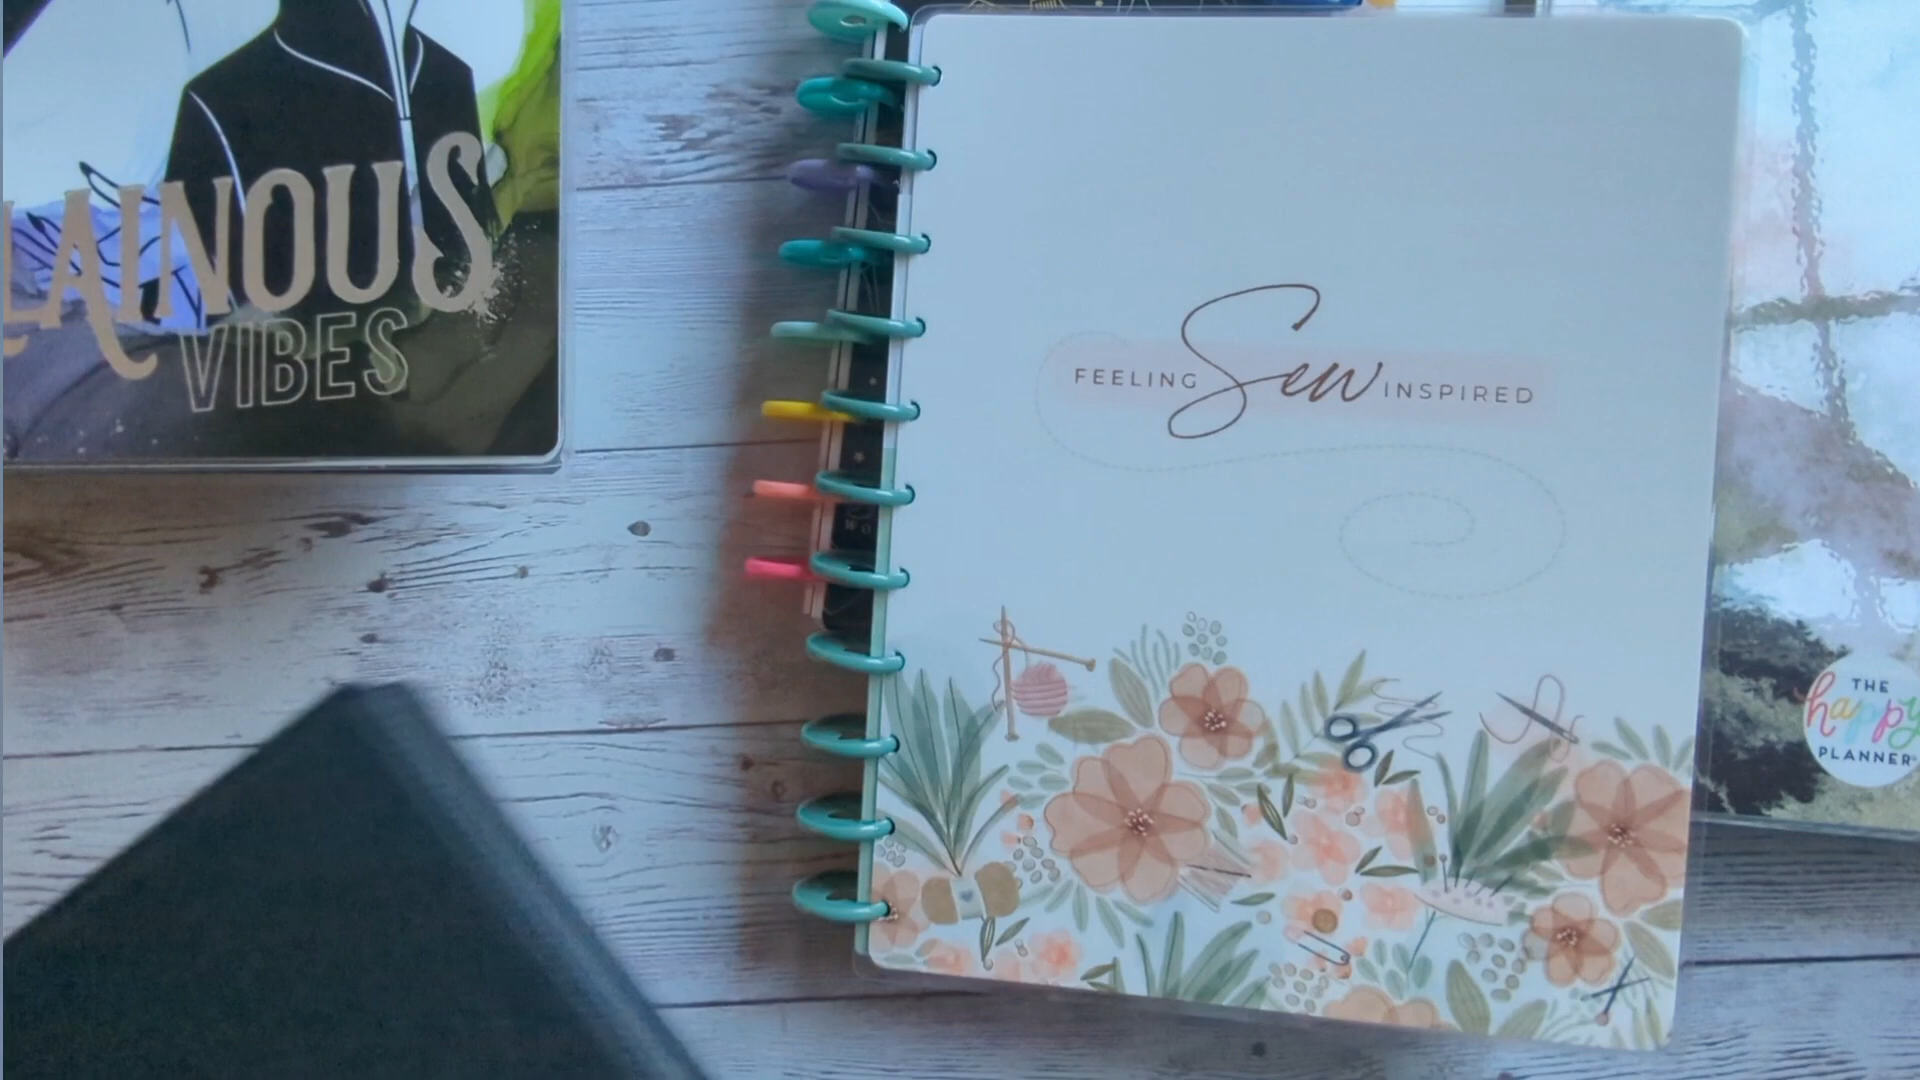 LAINOUS
VIBES
FEELING Sew INSPIRED
THE
happy
PLANNER